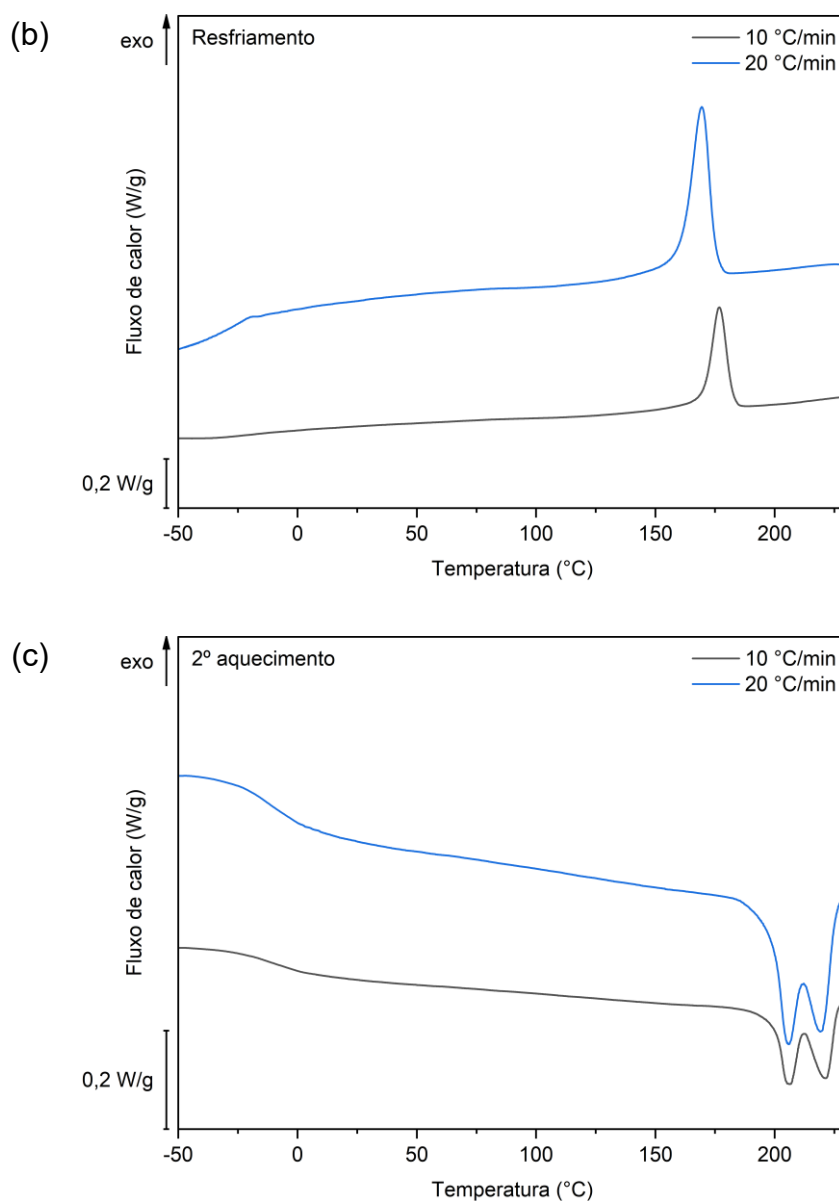 (b)
exo
Resfriamento
10 °C/min
20 °C/min
Fluxo de calor (W/g)
0,2 W/g
-50 0 50 100 150 200
Temperatura (°C)
(c)
exo
2º aquecimento
10 °C/min
20 °C/min
Fluxo de calor (W/g)
0,2 W/g
-50 0 50 100 150 200
Temperatura (°C)